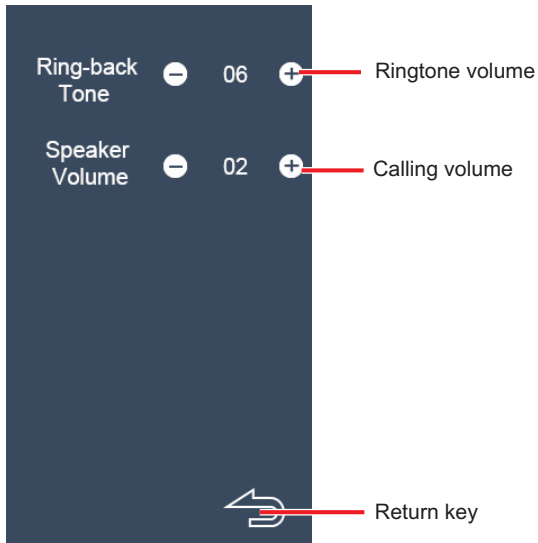 Ring-back
Tone
06
Ringtone volume
Speaker
Volume
02
Calling volume
Return key